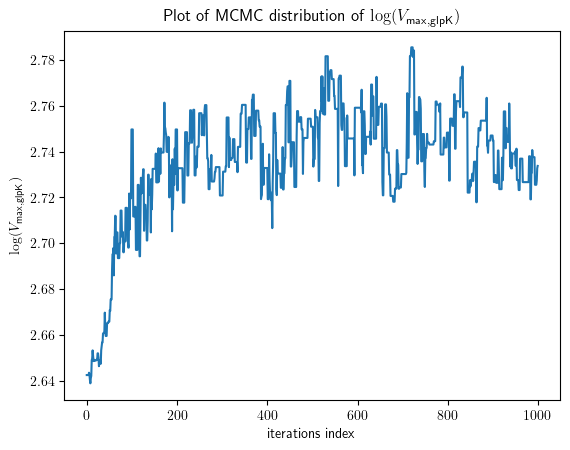 Plot of MCMC distribution of log(V_max,glpK)
log(V_max,glpK)
2.78
2.76
2.74
2.72
2.70
2.68
2.66
2.64
0 200 400 600 800 1000
iterations index